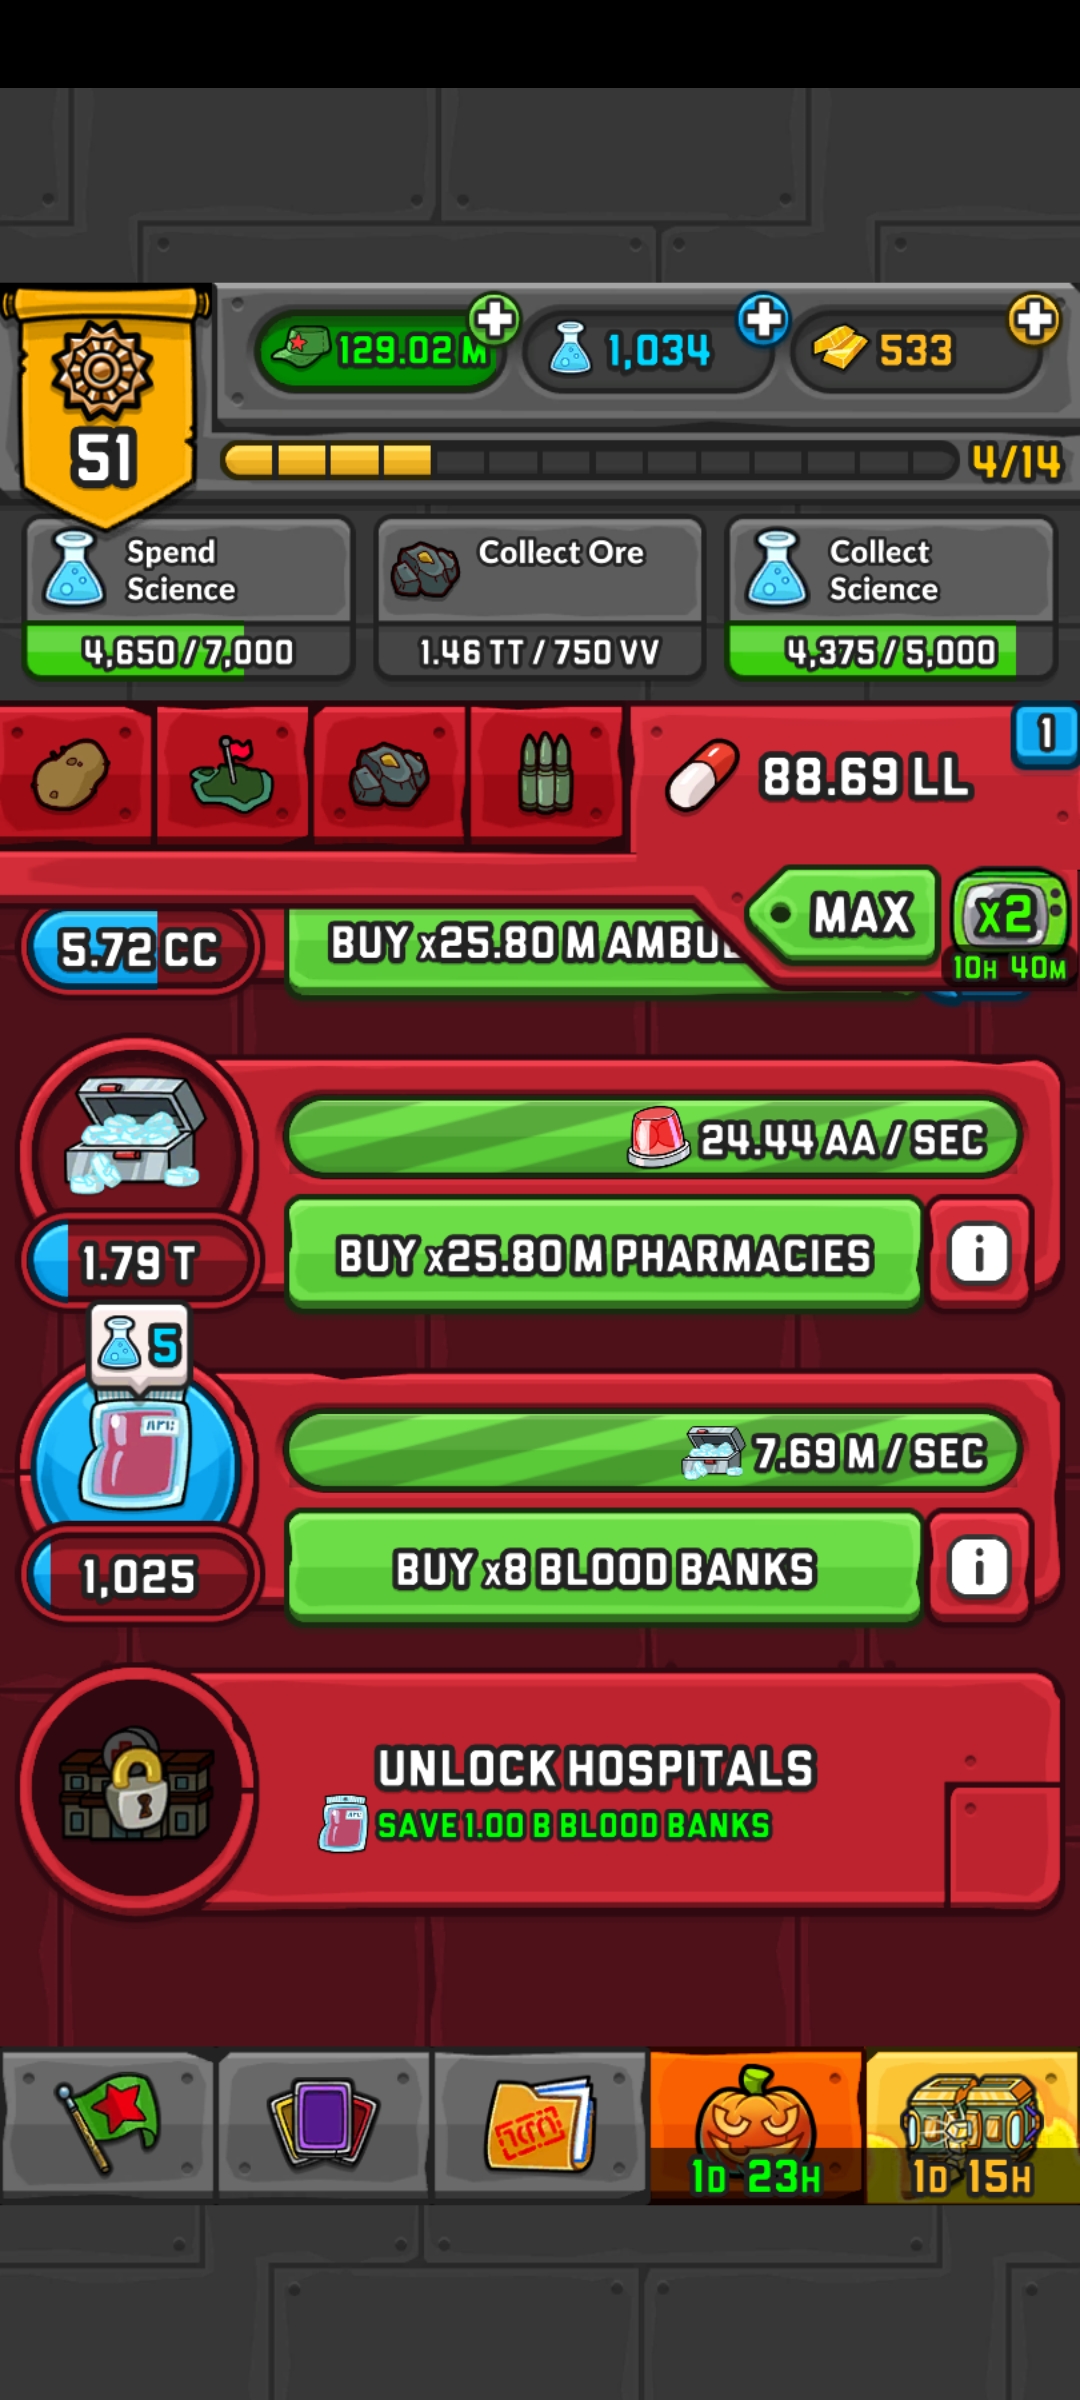 129.02 M
1,034
533
51
4/14
Spend
Science
4,650 / 7,000
Collect Ore
1.46 TT / 750 VV
Collect
Science
4,375 / 5,000
88.69 LL
1
MAX
x2
10H 40M
5.72 CC
BUY x25.80 M
24.44 AA / SEC
1.79 T
BUY x25.80 M PHARMACIES
i
5
7.69 M / SEC
1,025
BUY x8 BLOOD BANKS
i
UNLOCK HOSPITALS
SAVE 1.00 B BLOOD BANKS
1D 23H
1D 15H